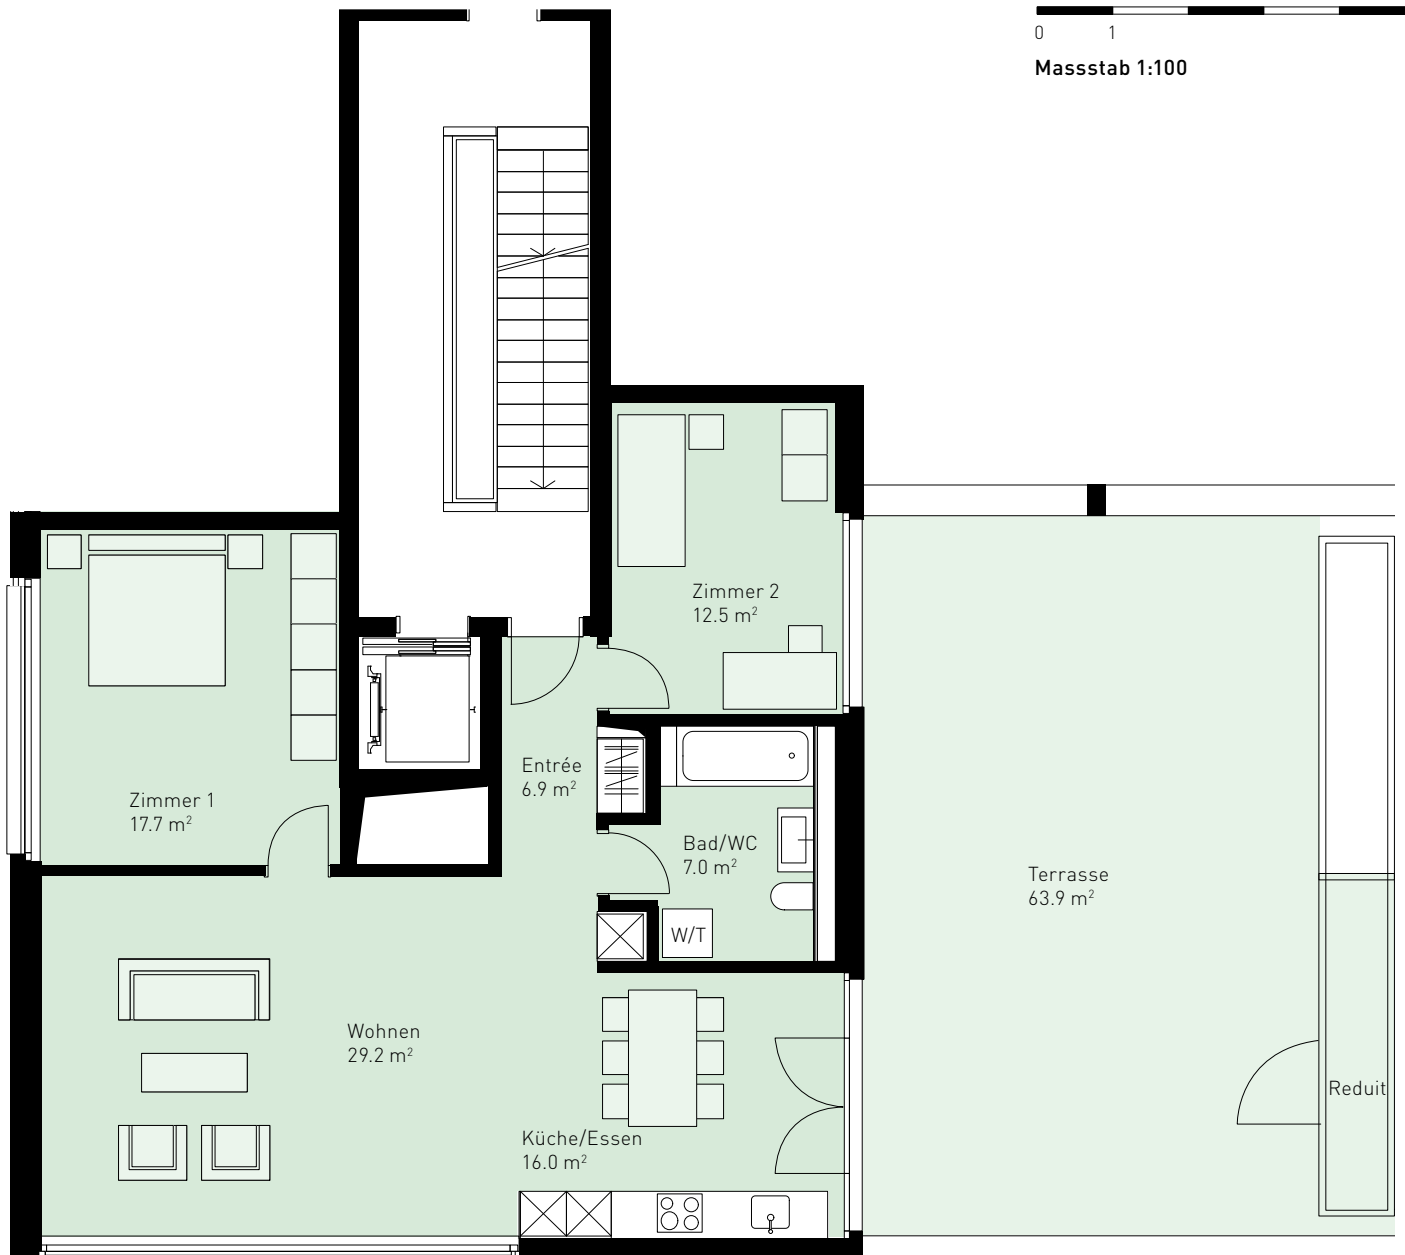 0 1
Massstab 1:100
Zimmer 2
12.5 m²
Entrée
6.9 m²
Zimmer 1
17.7 m²
Bad/WC
7.0 m²
Terrasse
63.9 m²
W/T
Wohnen
29.2 m²
Reduit
Küche/Essen
16.0 m²